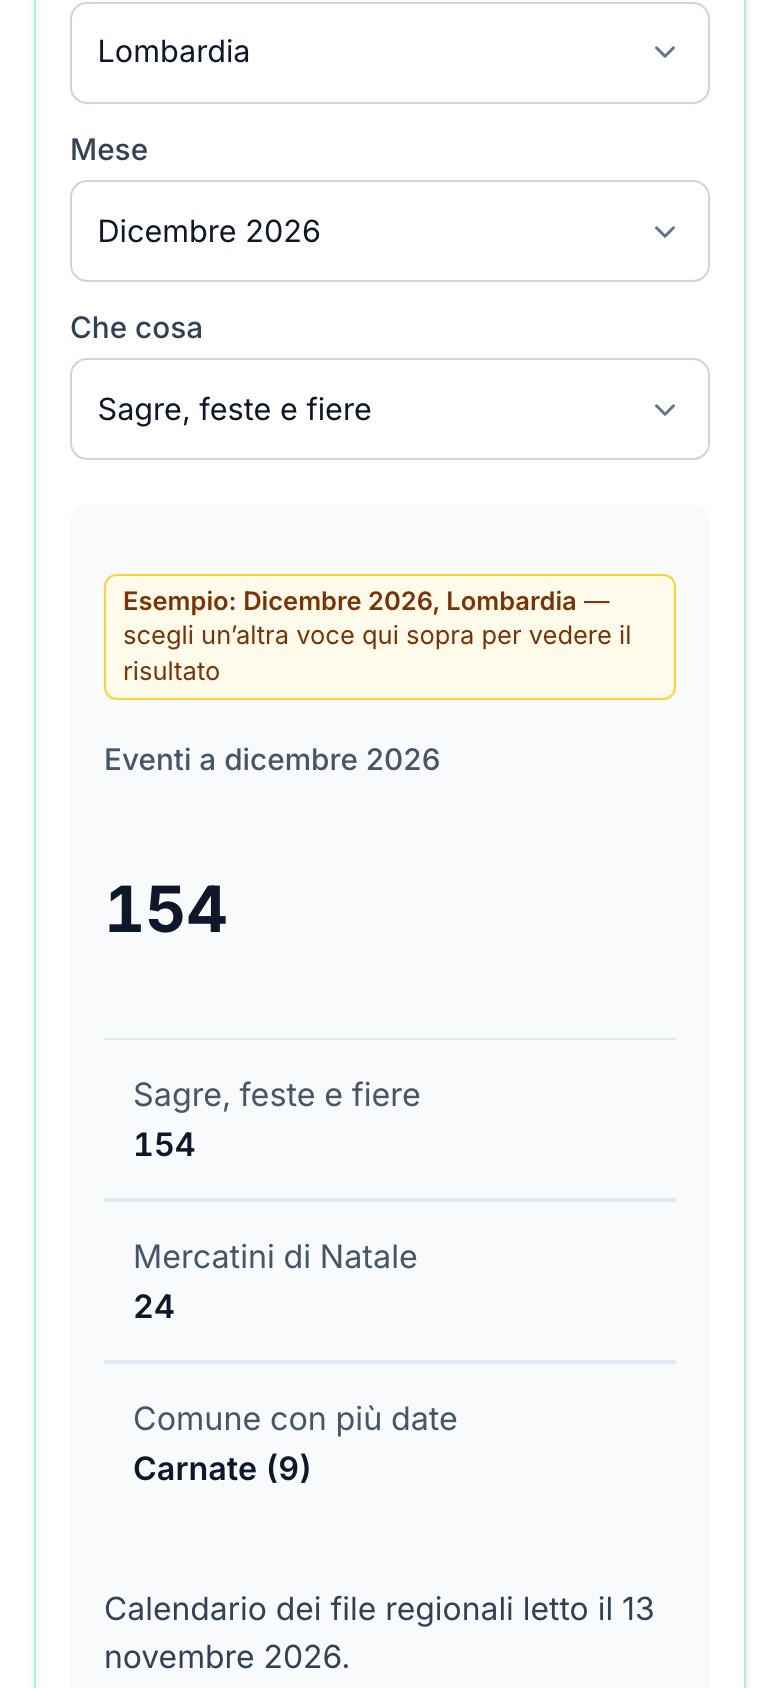 Lombardia
Mese
Dicembre 2026
Che cosa
Sagre, feste e fiere
Esempio: Dicembre 2026, Lombardia —
scegli un’altra voce qui sopra per vedere il
risultato
Eventi a dicembre 2026
154
Sagre, feste e fiere
154
Mercatini di Natale
24
Comune con più date
Carnate (9)
Calendario dei file regionali letto il 13
novembre 2026.